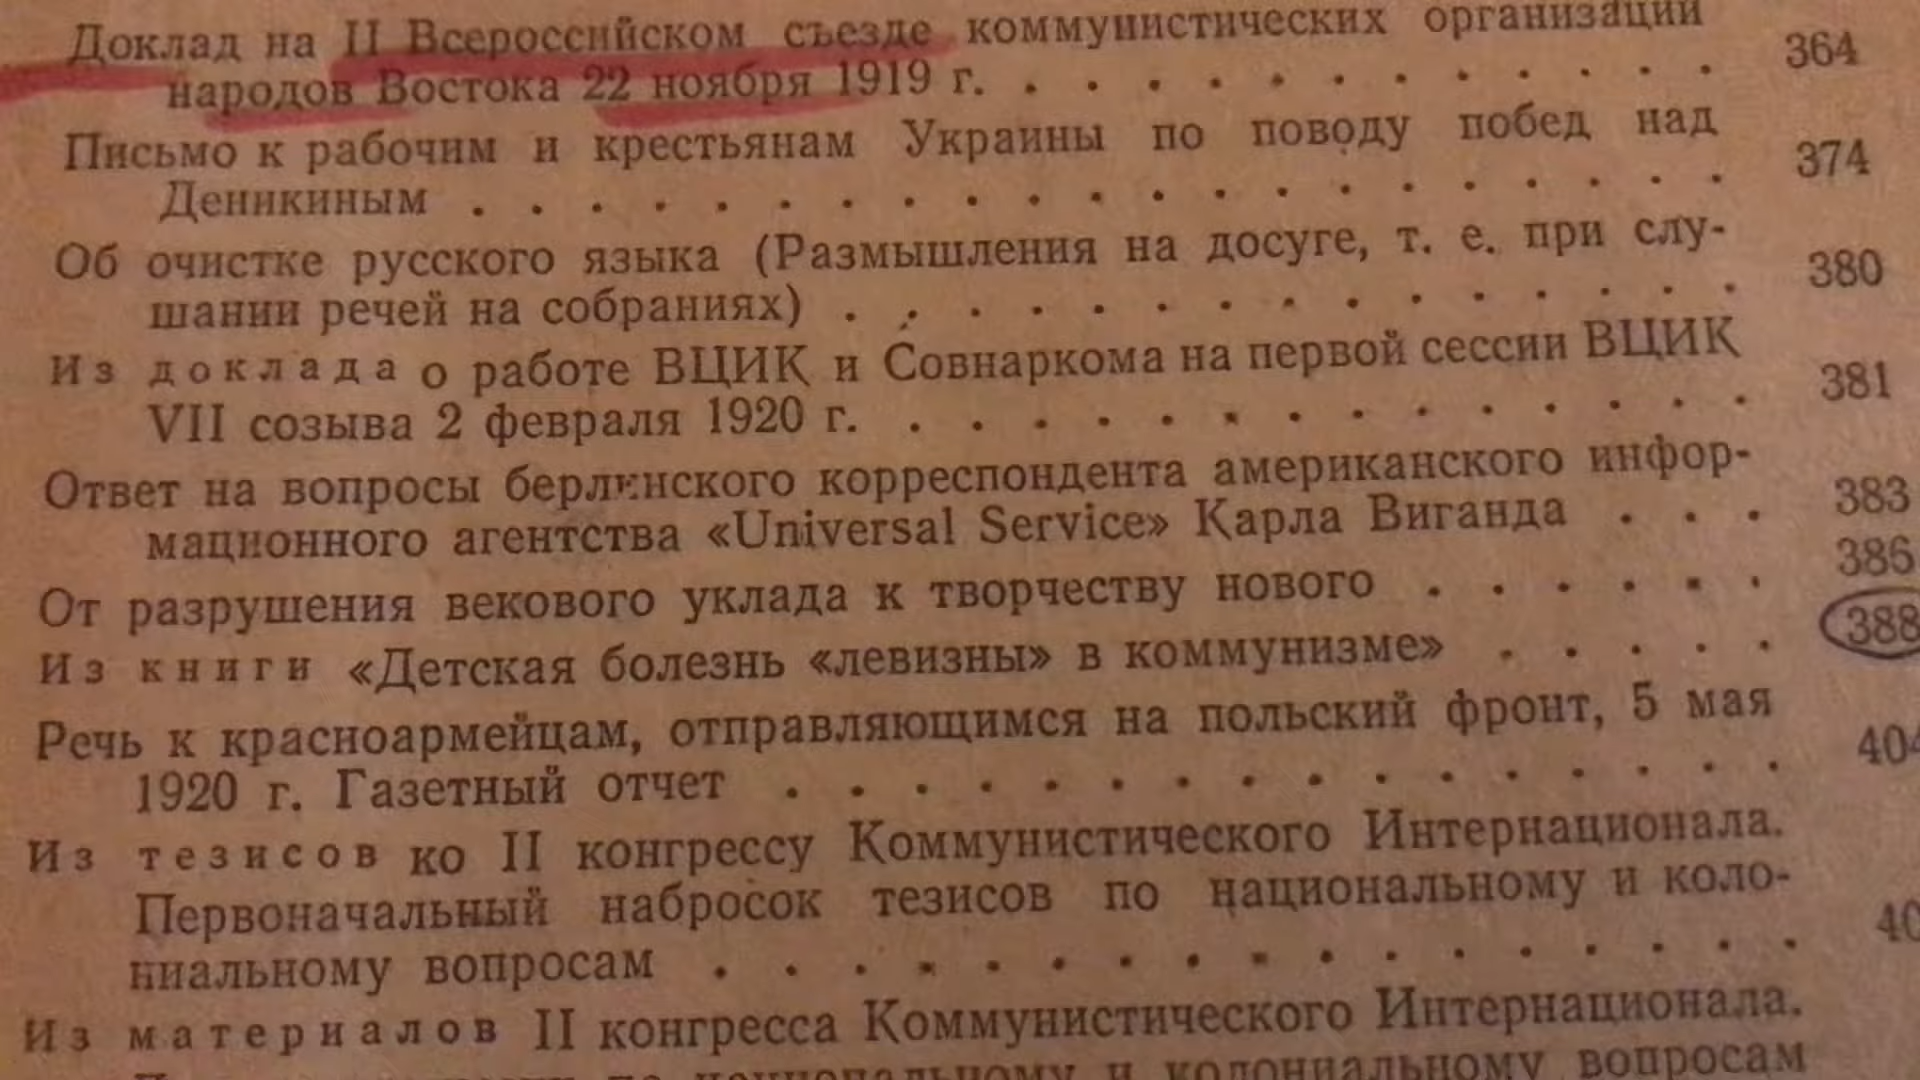 Доклад на II Всероссийском съезде коммунистических организаций
народов Востока 22 ноября 1919 г. . . . . . . . . . . . . 364
Письмо к рабочим и крестьянам Украины по поводу побед над
Деникиным . . . . . . . . . . . . . . . . . . . . . 374
Об очистке русского языка (Размышления на досуге, т. е. при слу-
шании речей на собраниях) . . . . . . . . . . . . . . . 380
Из доклада о работе ВЦИК и Совнаркома на первой сессии ВЦИК
VII созыва 2 февраля 1920 г. . . . . . . . . . . . . . . 381
Ответ на вопросы берлинского корреспондента американского инфор-
мационного агентства «Universal Service» Карла Виганда . . . 383
От разрушения векового уклада к творчеству нового . . . . . . 386
Из книги «Детская болезнь «левизны» в коммунизме» . . . . . 388
Речь к красноармейцам, отправляющимся на польский фронт, 5 мая
1920 г. Газетный отчет . . . . . . . . . . . . . . . . 404
Из тезисов ко II конгрессу Коммунистического Интернационала.
Первоначальный набросок тезисов по национальному и коло-
ниальному вопросам . . . . . . . . . . . . . . . . .
Из материалов II конгресса Коммунистического Интернационала.
по национальному и колониальному вопросам